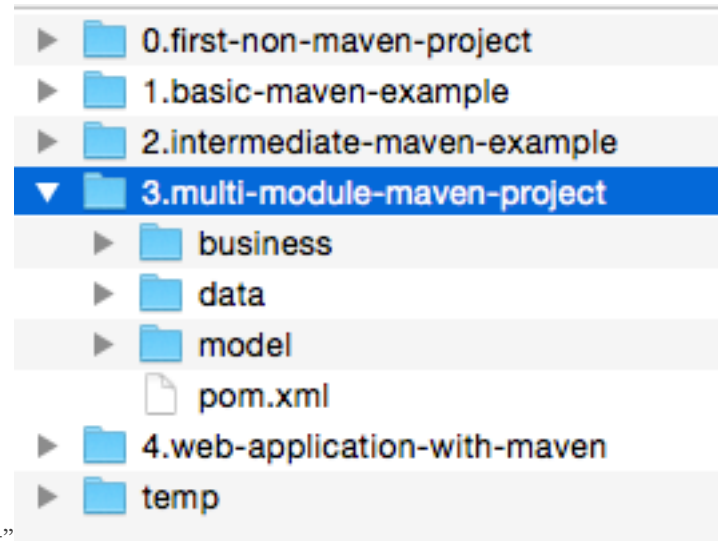 0.first-non-maven-project
1.basic-maven-example
2.intermediate-maven-example
3.multi-module-maven-project
business
data
model
pom.xml
4.web-application-with-maven
temp
”